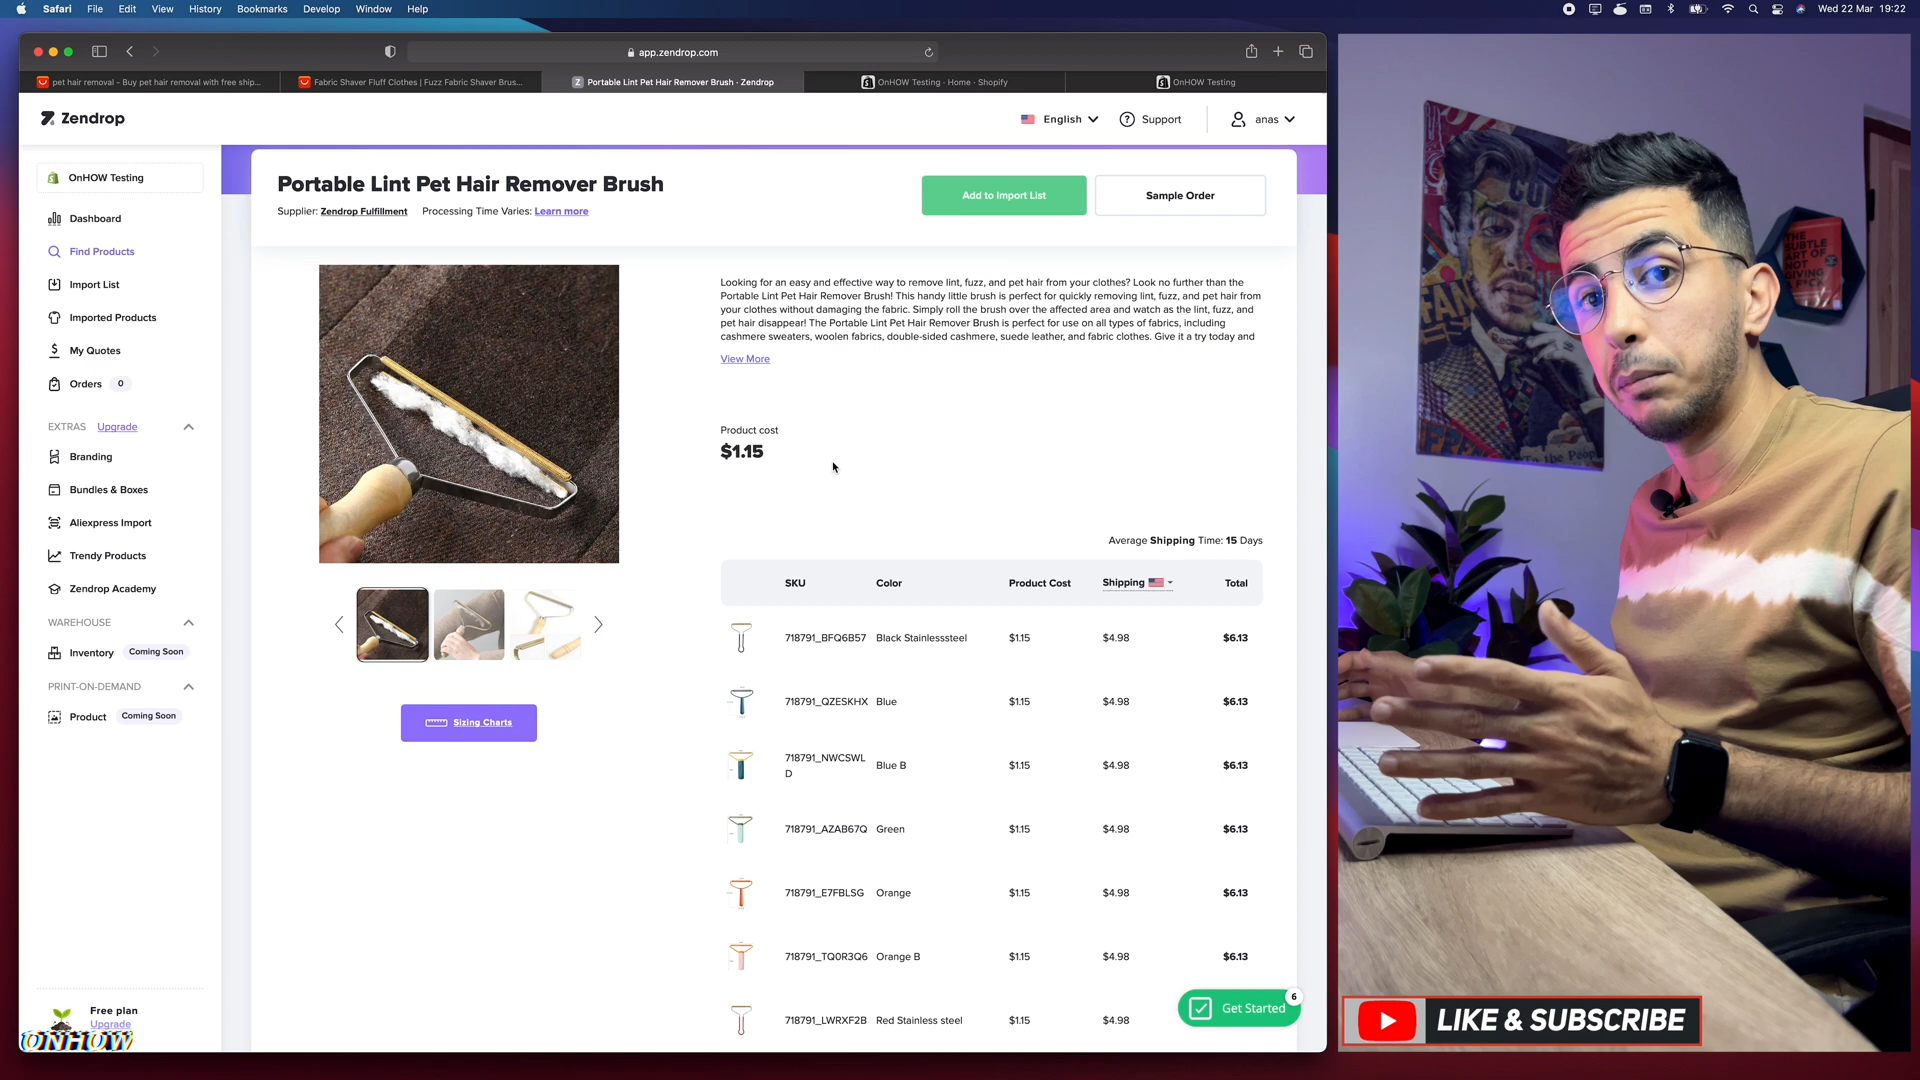 Safari File Edit View History Bookmarks Develop Window Help
Wed 22 Mar 19:22
app.zendrop.com
pet hair removal - Buy pet hair removal with free ship...
Fabric Shaver Fluff Clothes | Fuzz Fabric Shaver Brus...
Portable Lint Pet Hair Remover Brush · Zendrop
OnHOW Testing · Home · Shopify
OnHOW Testing
Zendrop
English
Support
anas
OnHOW Testing
Dashboard
Find Products
Import List
Imported Products
My Quotes
Orders 0
EXTRAS Upgrade
Branding
Bundles & Boxes
Aliexpress Import
Trendy Products
Zendrop Academy
WAREHOUSE
Inventory Coming Soon
PRINT-ON-DEMAND
Product Coming Soon
Free plan
Upgrade
ONHOW
Portable Lint Pet Hair Remover Brush
Supplier: Zendrop Fulfillment Processing Time Varies: Learn more
Add to Import List
Sample Order
Looking for an easy and effective way to remove lint, fuzz, and pet hair from your clothes? Look no further than the
Portable Lint Pet Hair Remover Brush! This handy little brush is perfect for quickly removing lint, fuzz, and pet hair from
your clothes without damaging the fabric. Simply roll the brush over the affected area and watch as the lint, fuzz, and
pet hair disappear! The Portable Lint Pet Hair Remover Brush is perfect for use on all types of fabrics, including
cashmere sweaters, woolen fabrics, double-sided cashmere, suede leather, and fabric clothes. Give it a try today and
View More
Product cost
$1.15
Average Shipping Time: 15 Days
SKU Color Product Cost Shipping Total
718791_BFQ6B57 Black Stainlesssteel $1.15 $4.98 $6.13
718791_QZESKHX Blue $1.15 $4.98 $6.13
718791_NWCSWL
D Blue B $1.15 $4.98 $6.13
718791_AZAB67Q Green $1.15 $4.98 $6.13
718791_E7FBLSG Orange $1.15 $4.98 $6.13
718791_TQ0R3Q6 Orange B $1.15 $4.98 $6.13
718791_LWRXF2B Red Stainless steel $1.15 $4.98
Sizing Charts
Get Started
6
THE
SUBTLE
ART OF
NOT
GIVING
A F*CK
to the People
LIKE & SUBSCRIBE